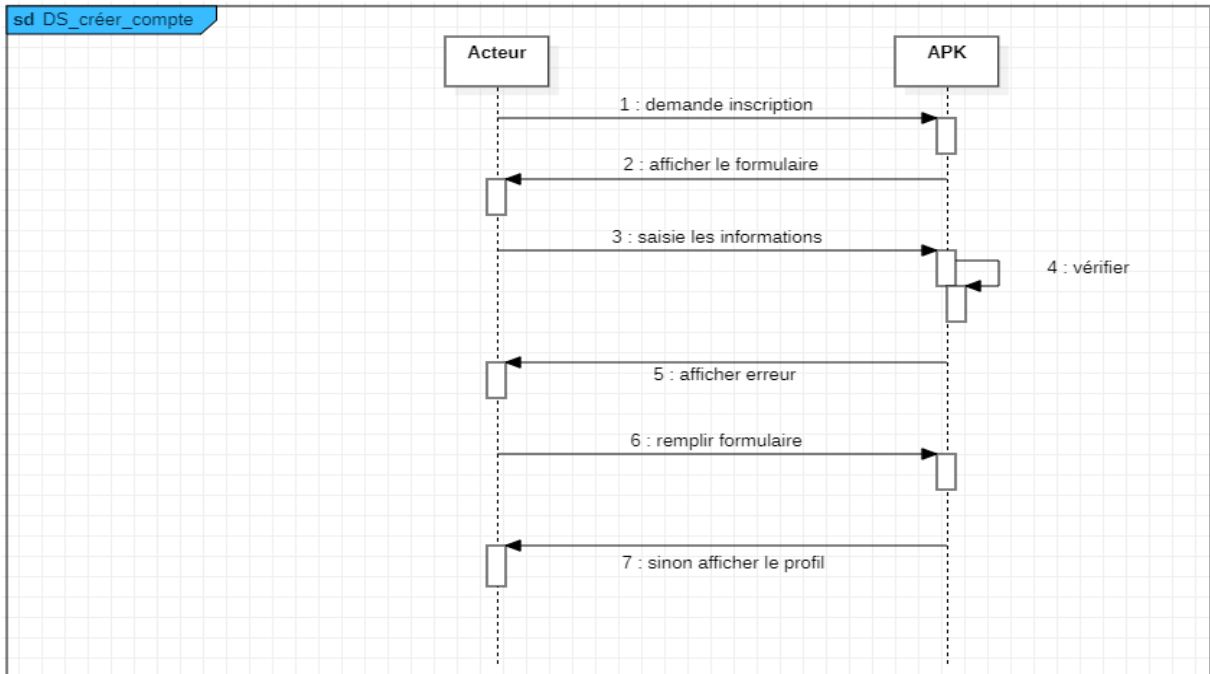 sd DS_créer_compte
Acteur
APK
1 : demande inscription
2 : afficher le formulaire
3 : saisie les informations
4 : vérifier
5 : afficher erreur
6 : remplir formulaire
7 : sinon afficher le profil